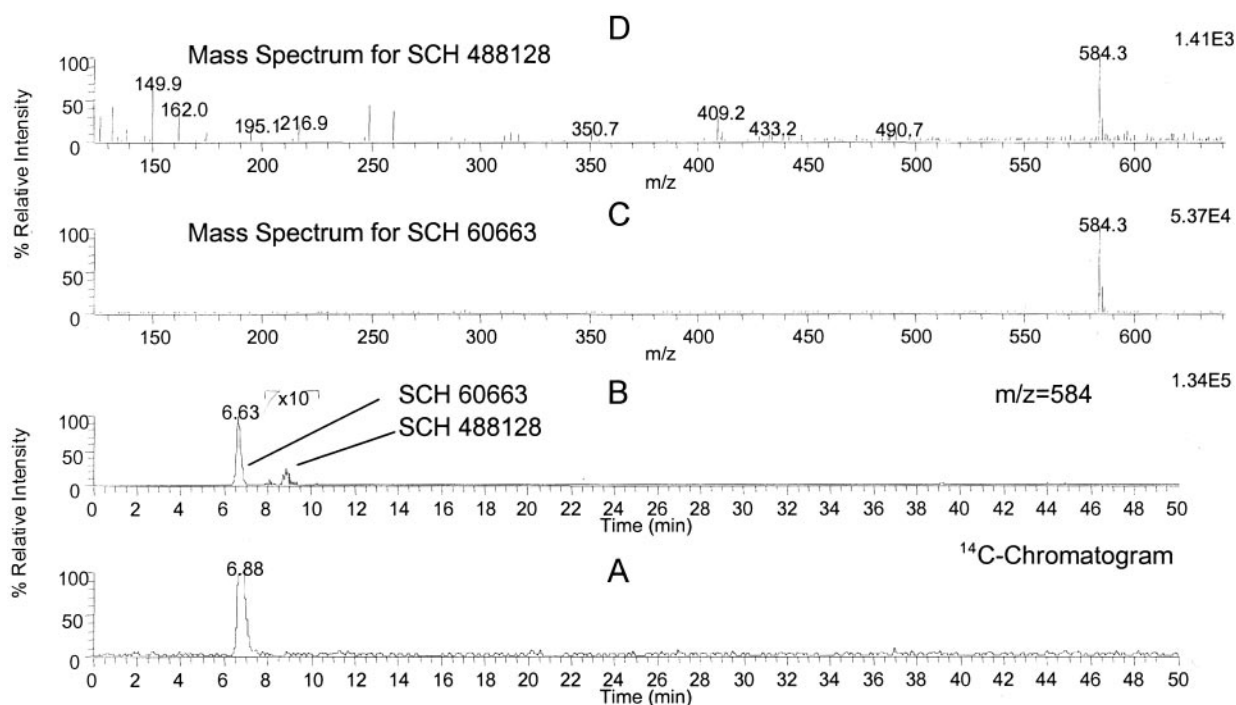 D
Mass Spectrum for SCH 488128
1.41E3
% Relative Intensity
100
50
0
149.9
162.0
195.1
216.9
350.7
409.2
433.2
490.7
584.3
150 200 250 300 350 400 450 500 550 600
m/z
C
Mass Spectrum for SCH 60663
5.37E4
100
50
0
584.3
150 200 250 300 350 400 450 500 550 600
m/z
B
m/z=584
1.34E5
% Relative Intensity
100
50
0
6.63
x10
SCH 60663
SCH 488128
0 2 4 6 8 10 12 14 16 18 20 22 24 26 28 30 32 34 36 38 40 42 44 46 48 50
Time (min)
A
¹⁴C-Chromatogram
100
50
0
6.88
0 2 4 6 8 10 12 14 16 18 20 22 24 26 28 30 32 34 36 38 40 42 44 46 48 50
Time (min)